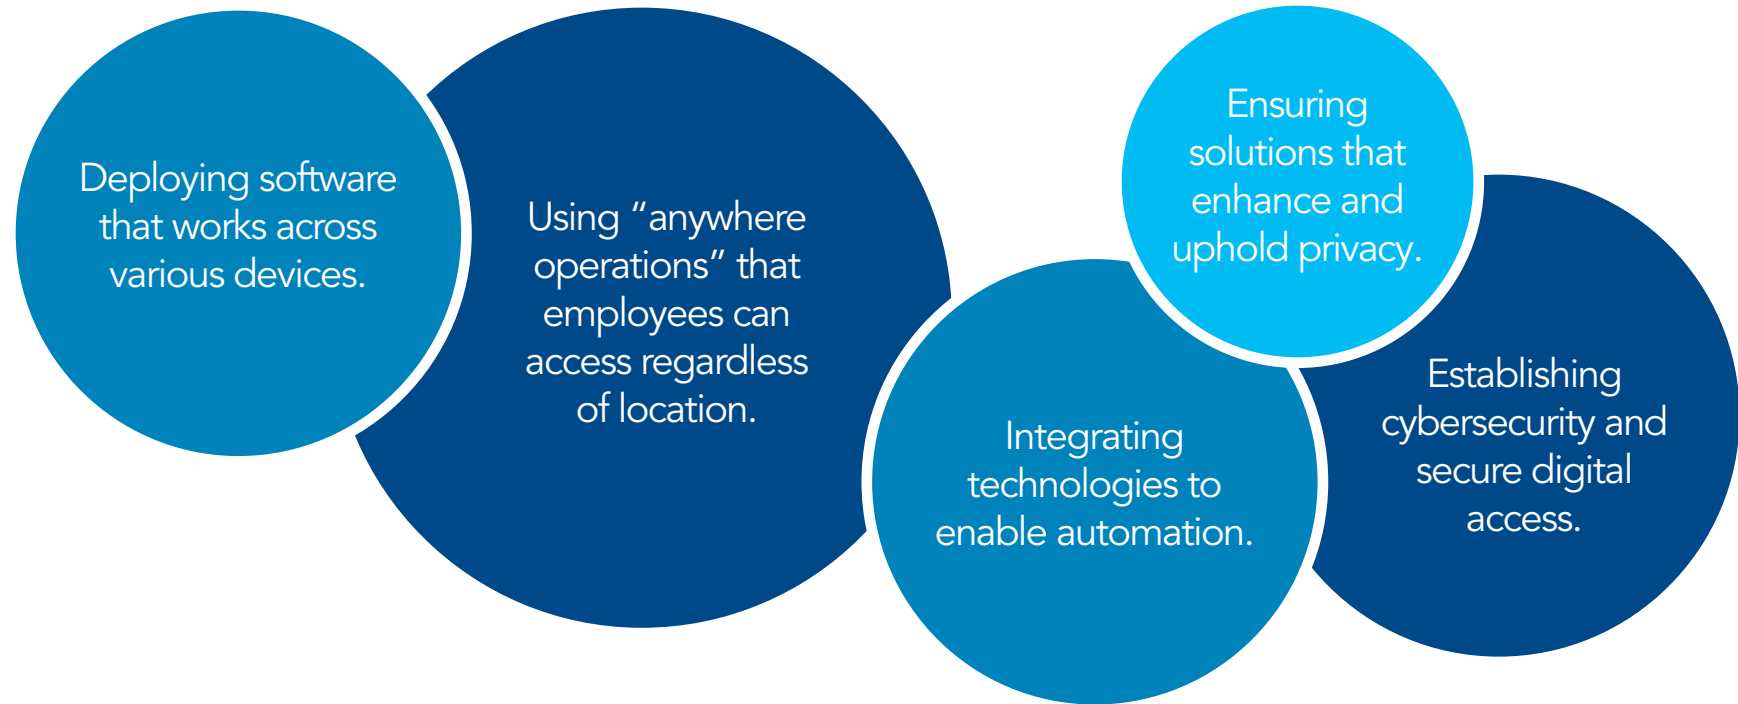 Deploying software
that works across
various devices.
Using “anywhere
operations” that
employees can
access regardless
of location.
Integrating
technologies to
enable automation.
Ensuring
solutions that
enhance and
uphold privacy.
Establishing
cybersecurity and
secure digital
access.